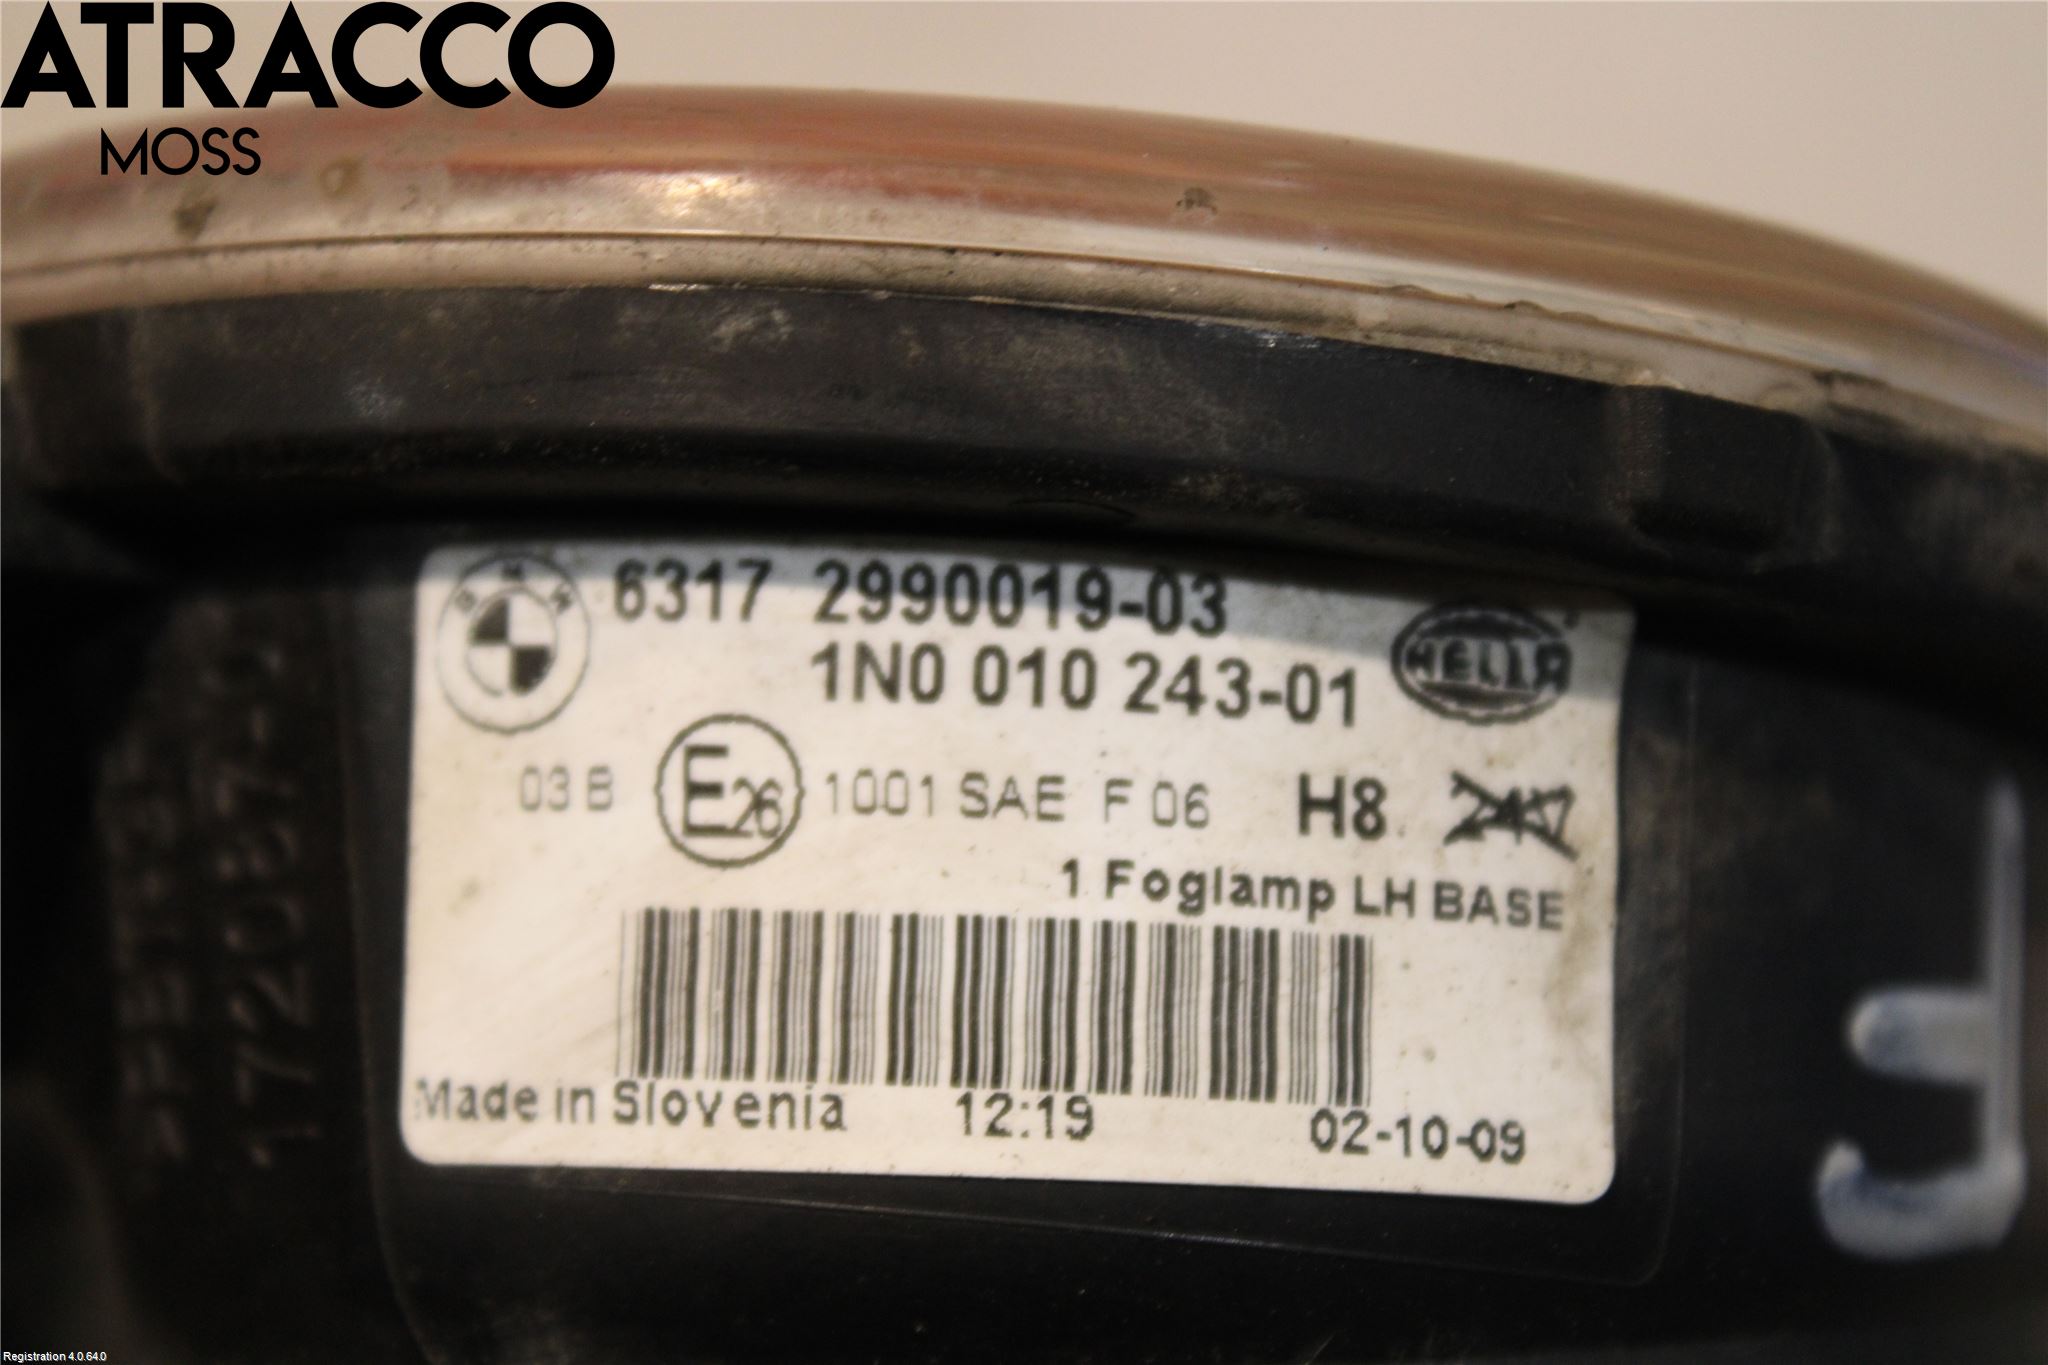 ATRACCO
MOSS
BMW
6317 2990019-03
HELLA
1N0 010 243-01
03 B E26 1001 SAE F 06 H8
1 Foglamp LH BASE
Made in Slovenia 12:19 02-10-09
Registration 4.0.64.0